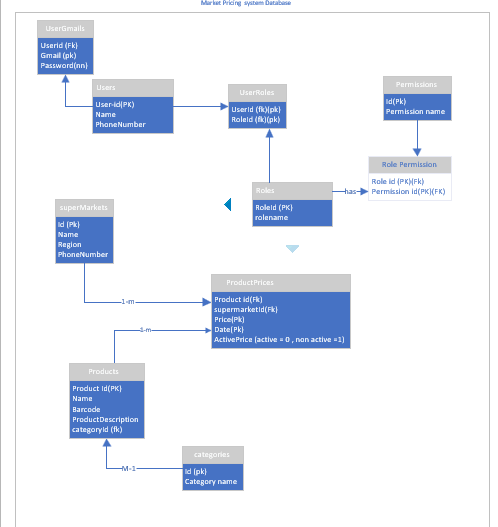 Market Pricing system Database
UserGmails
UserId (Fk)
Gmail (pk)
Password(nn)
Users
User-id(PK)
Name
PhoneNumber
UserRoles
UserId (fk)(pk)
RoleId (fk)(pk)
Permissions
Id(Pk)
Permission name
Role Permission
Role Id (PK)(Fk)
Permission Id(PK)(FK)
Roles
RoleId (PK)
rolename
has
superMarkets
Id (Pk)
Name
Region
PhoneNumber
ProductPrices
Product Id(Fk)
supermarketId(Fk)
Price(Pk)
Date(Pk)
ActivePrice (active = 0 , non active =1)
1-m
1-m
Products
Product Id(PK)
Name
Barcode
ProductDescription
categoryId (fk)
M-1
categories
Id (pk)
Category name